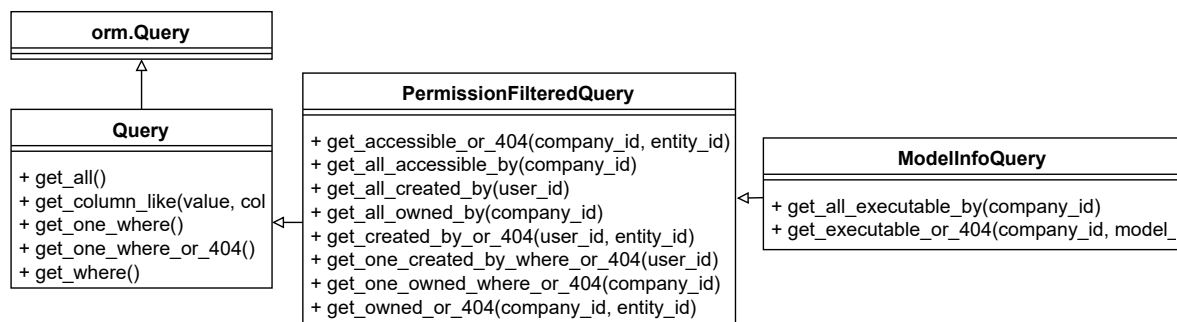 orm.Query
Query
+ get_all()
+ get_column_like(value, col
+ get_one_where()
+ get_one_where_or_404()
+ get_where()
PermissionFilteredQuery
+ get_accessible_or_404(company_id, entity_id)
+ get_all_accessible_by(company_id)
+ get_all_created_by(user_id)
+ get_all_owned_by(company_id)
+ get_created_by_or_404(user_id, entity_id)
+ get_one_created_by_where_or_404(user_id)
+ get_one_owned_where_or_404(company_id)
+ get_owned_or_404(company_id, entity_id)
ModelInfoQuery
+ get_all_executable_by(company_id)
+ get_executable_or_404(company_id, model_